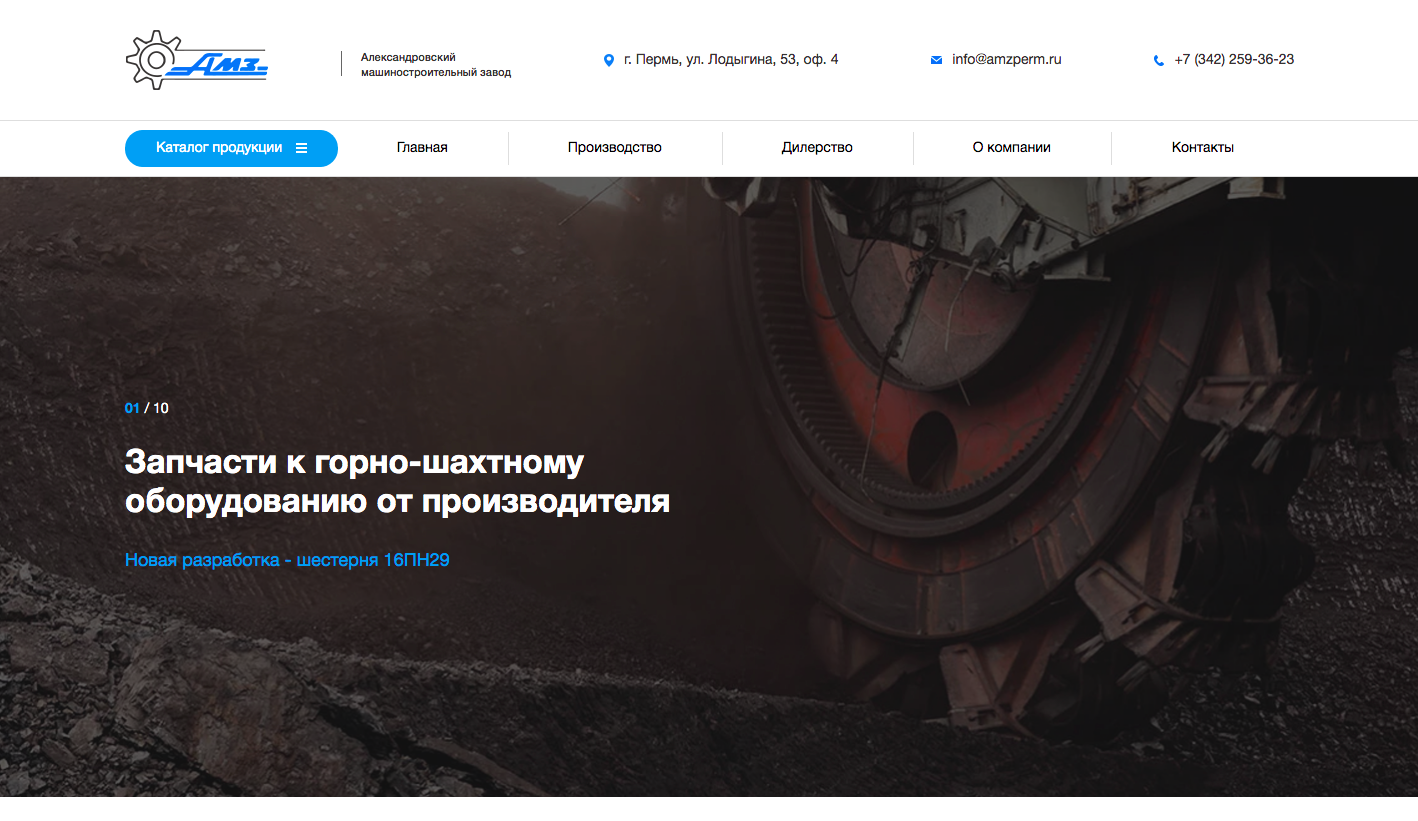 Амз
Александровский
машиностроительный завод
г. Пермь, ул. Лодыгина, 53, оф. 4
info@amzperm.ru
+7 (342) 259-36-23
Каталог продукции
Главная
Производство
Дилерство
О компании
Контакты
01 / 10
Запчасти к горно-шахтному
оборудованию от производителя
Новая разработка - шестерня 16ПН29